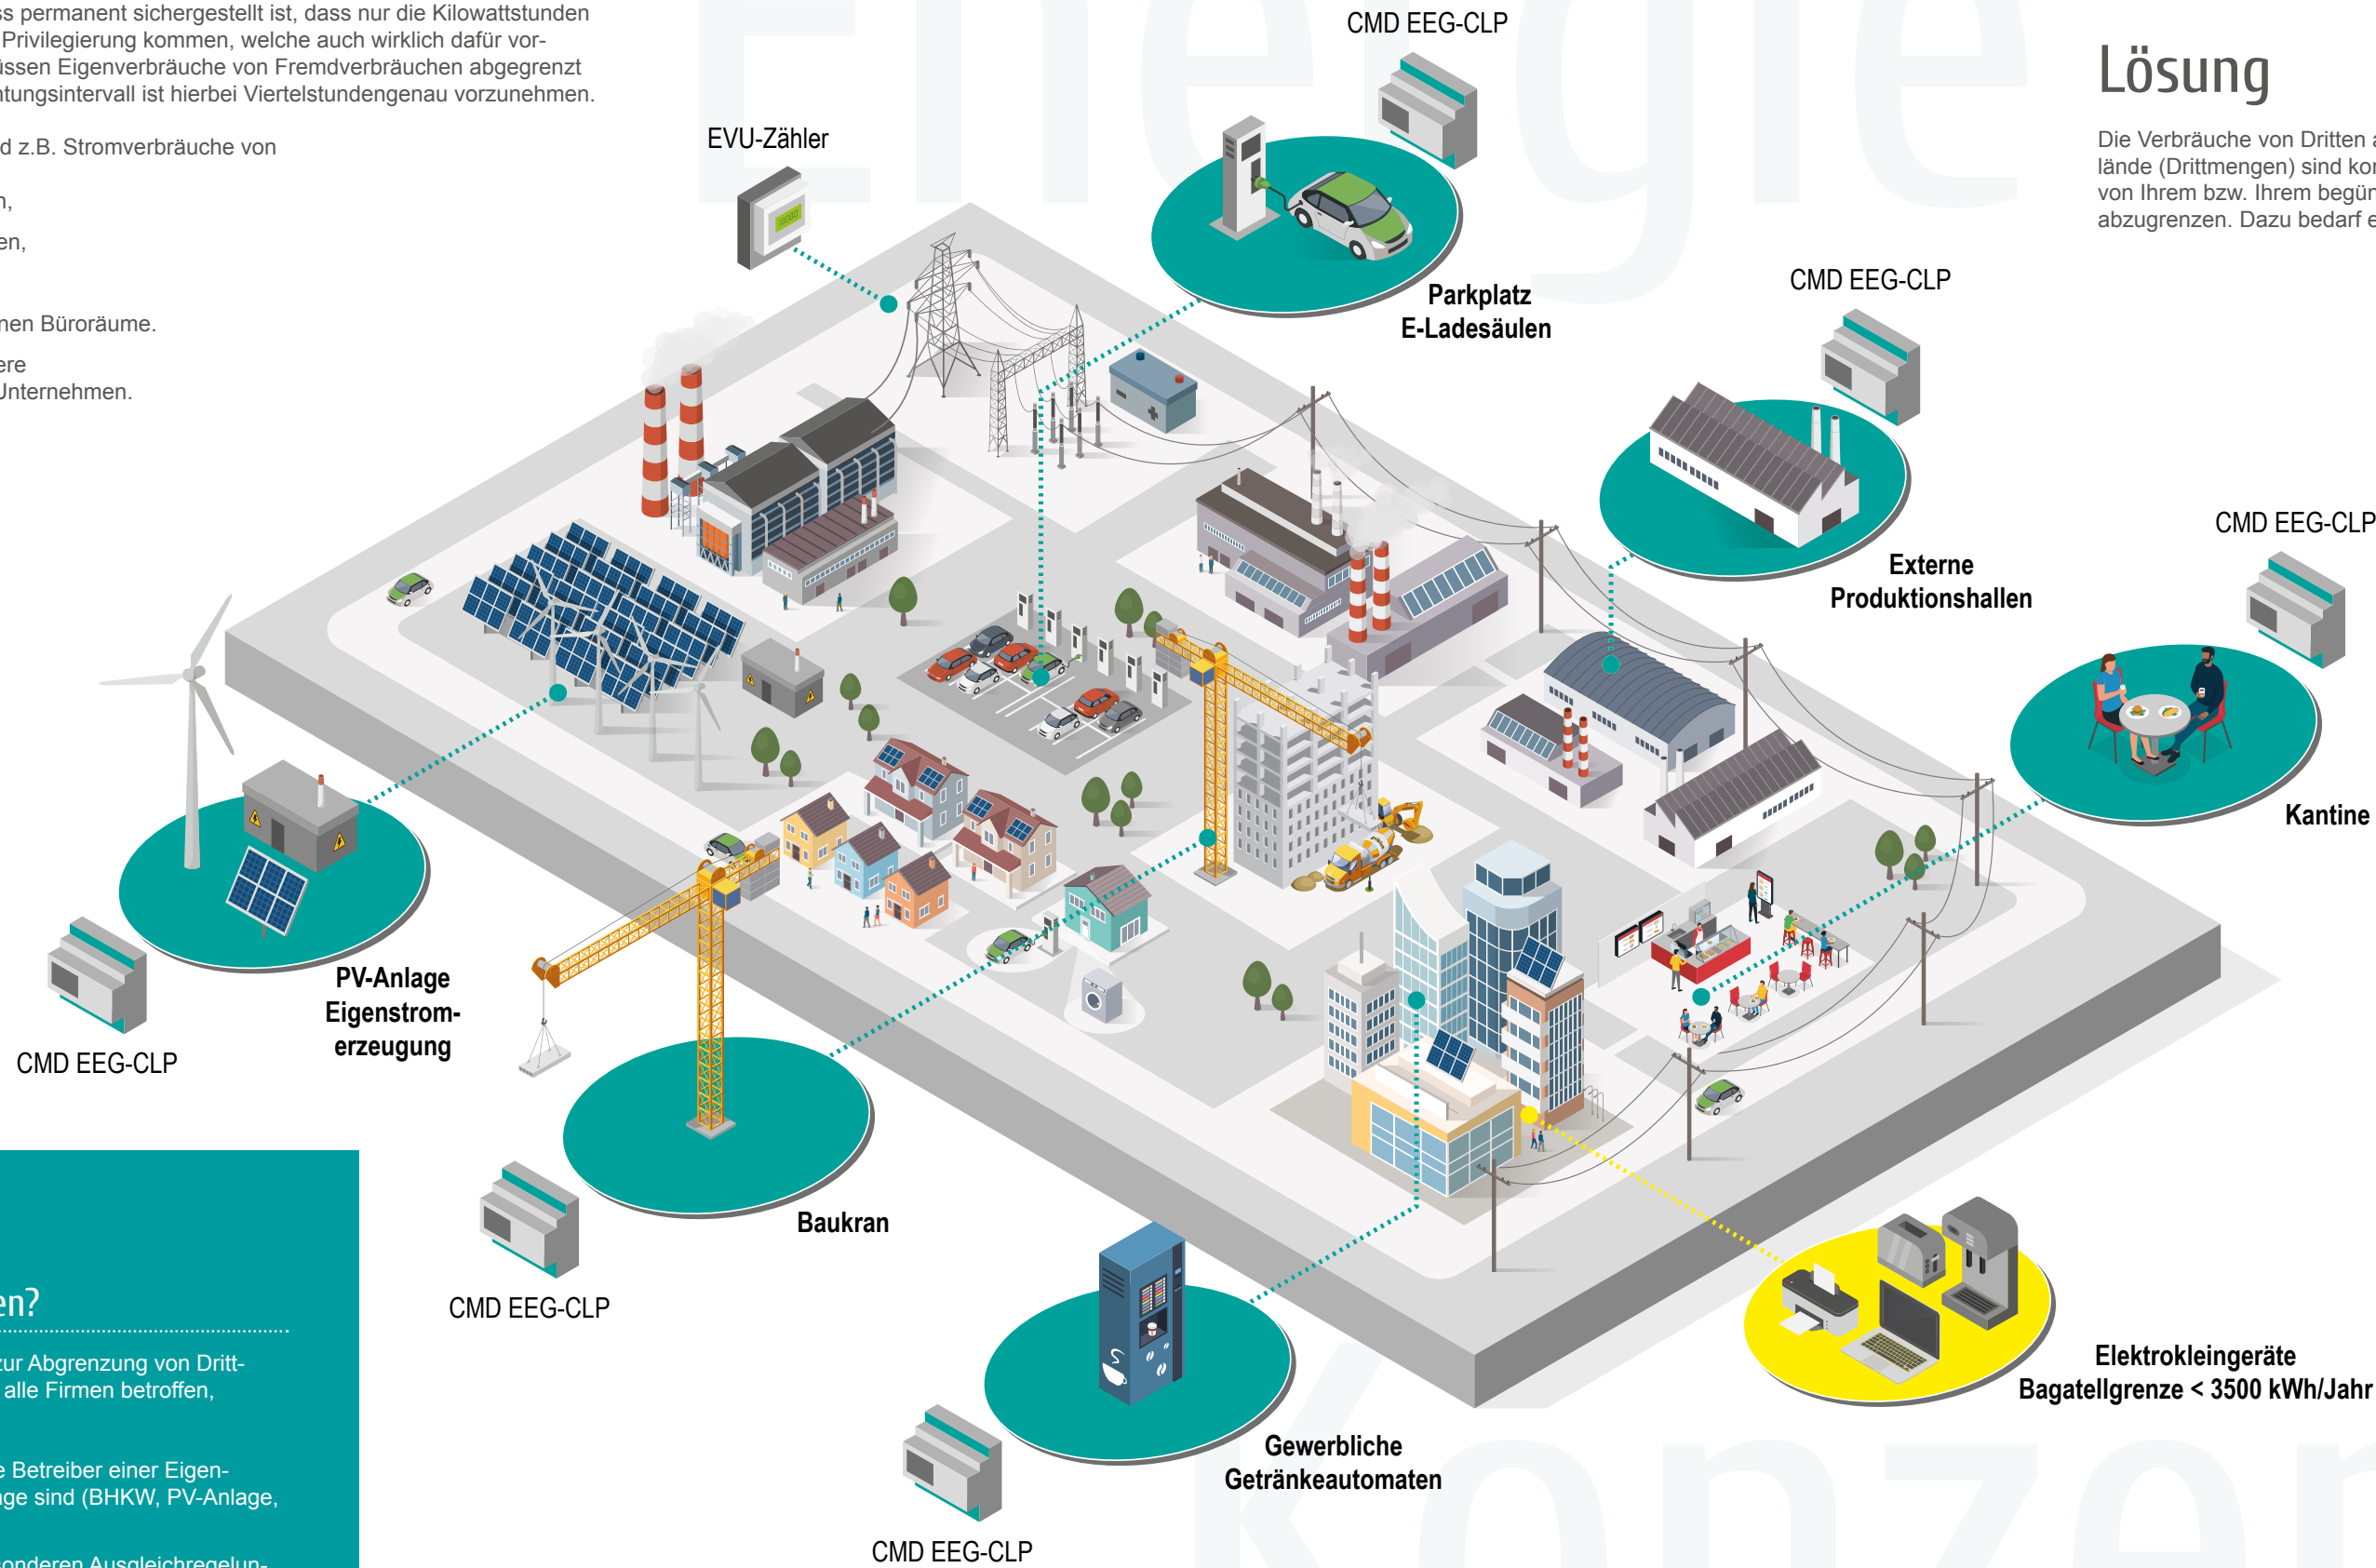 ss permanent sichergestellt ist, dass nur die Kilowattstunden
Privilegierung kommen, welche auch wirklich dafür vor-
üssen Eigenverbräuche von Fremdverbräuchen abgegrenzt
htungsintervall ist hierbei Viertelstundengenau vorzunehmen.
d z.B. Stromverbräuche von
n,
en,
nen Büroräume.
ere
Unternehmen.
Energie
Lösung
Die Verbräuche von Dritten a
lände (Drittmengen) sind kor
von Ihrem bzw. Ihrem begün
abzugrenzen. Dazu bedarf e
CMD EEG-CLP
EVU-Zähler
Parkplatz
E-Ladesäulen
CMD EEG-CLP
Externe
Produktionshallen
CMD EEG-CLP
Kantine
PV-Anlage
Eigenstrom-
erzeugung
CMD EEG-CLP
Baukran
CMD EEG-CLP
Elektrokleingeräte
Bagatellgrenze < 3500 kWh/Jahr
Gewerbliche
Getränkeautomaten
CMD EEG-CLP
en?
zur Abgrenzung von Dritt-
alle Firmen betroffen,
e Betreiber einer Eigen-
age sind (BHKW, PV-Anlage,
sonderen Ausgleichregelun-
Konzer